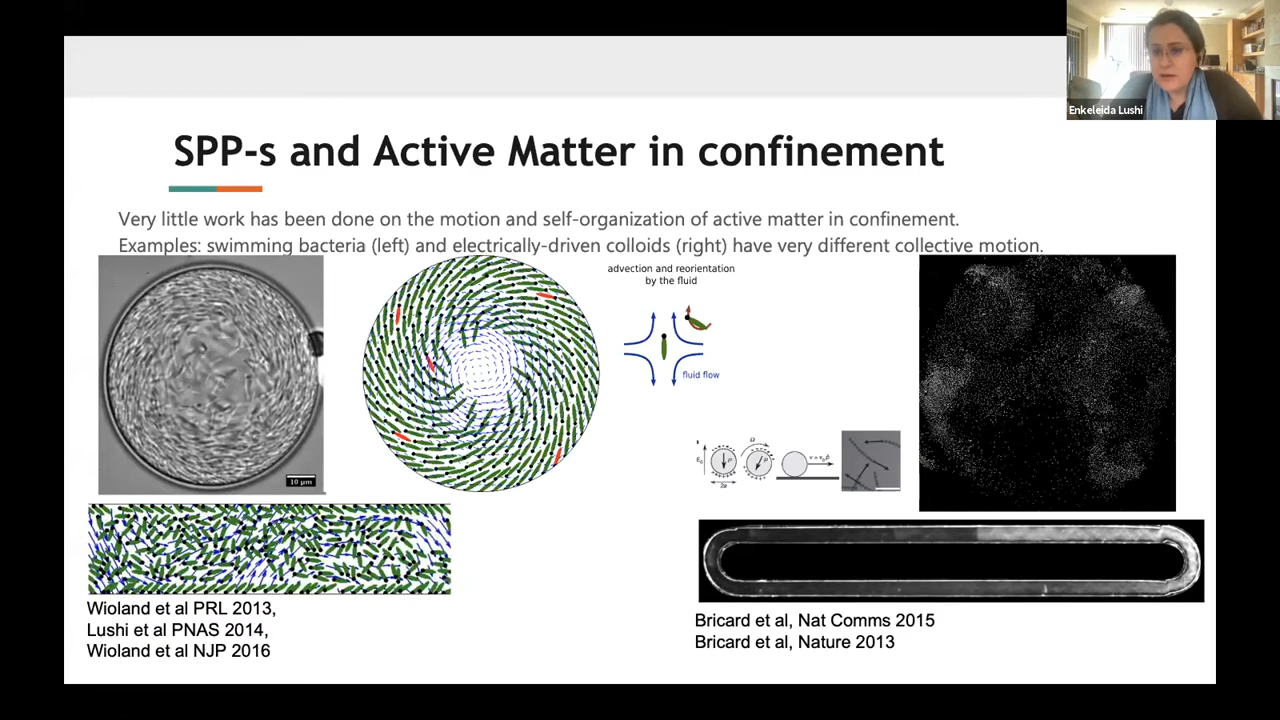 Enkeleida Lushi
SPP-s and Active Matter in confinement
Very little work has been done on the motion and self-organization of active matter in confinement.
Examples: swimming bacteria (left) and electrically-driven colloids (right) have very different collective motion.
advection and reorientation
by the fluid
fluid flow
10 μm
Wioland et al PRL 2013,
Lushi et al PNAS 2014,
Wioland et al NJP 2016
Bricard et al, Nat Comms 2015
Bricard et al, Nature 2013